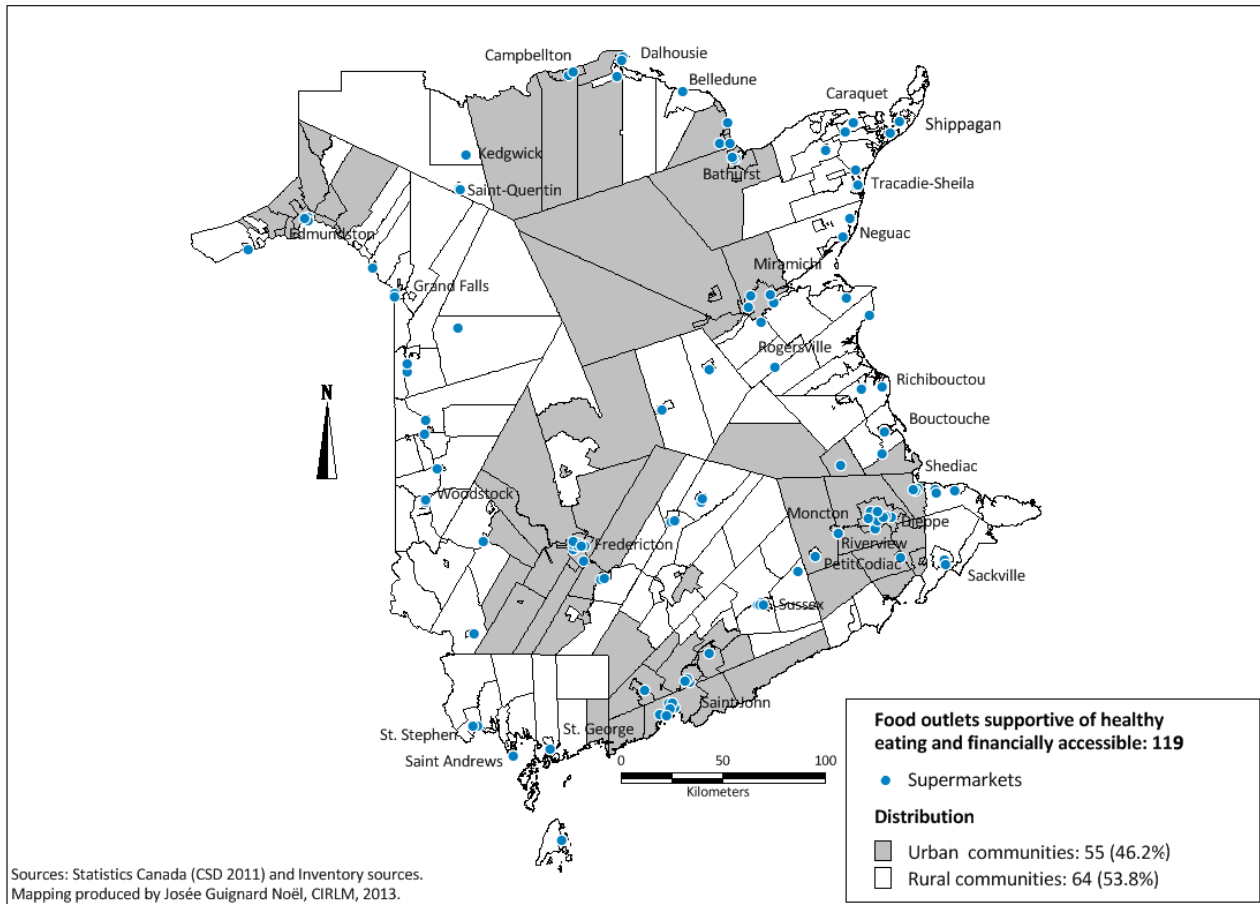 Campbellton
Dalhousie
Belledune
Caraquet
Shippagan
Kedgwick
Bathurst
Saint-Quentin
Tracadie-Sheila
Edmundston
Neguac
Miramichi
Grand Falls
Rogersville
N
Richibouctou
Bouctouche
Shediac
Woodstock
Moncton
Dieppe
Fredericton
Riverview
PetitCodiac
Sackville
Sussex
Saint John
St. Stephen
St. George
Saint Andrews
0 50 100
Kilometers
Food outlets supportive of healthy
eating and financially accessible: 119
Supermarkets
Distribution
Urban communities: 55 (46.2%)
Rural communities: 64 (53.8%)
Sources: Statistics Canada (CSD 2011) and Inventory sources.
Mapping produced by Josée Guignard Noël, CIRLM, 2013.